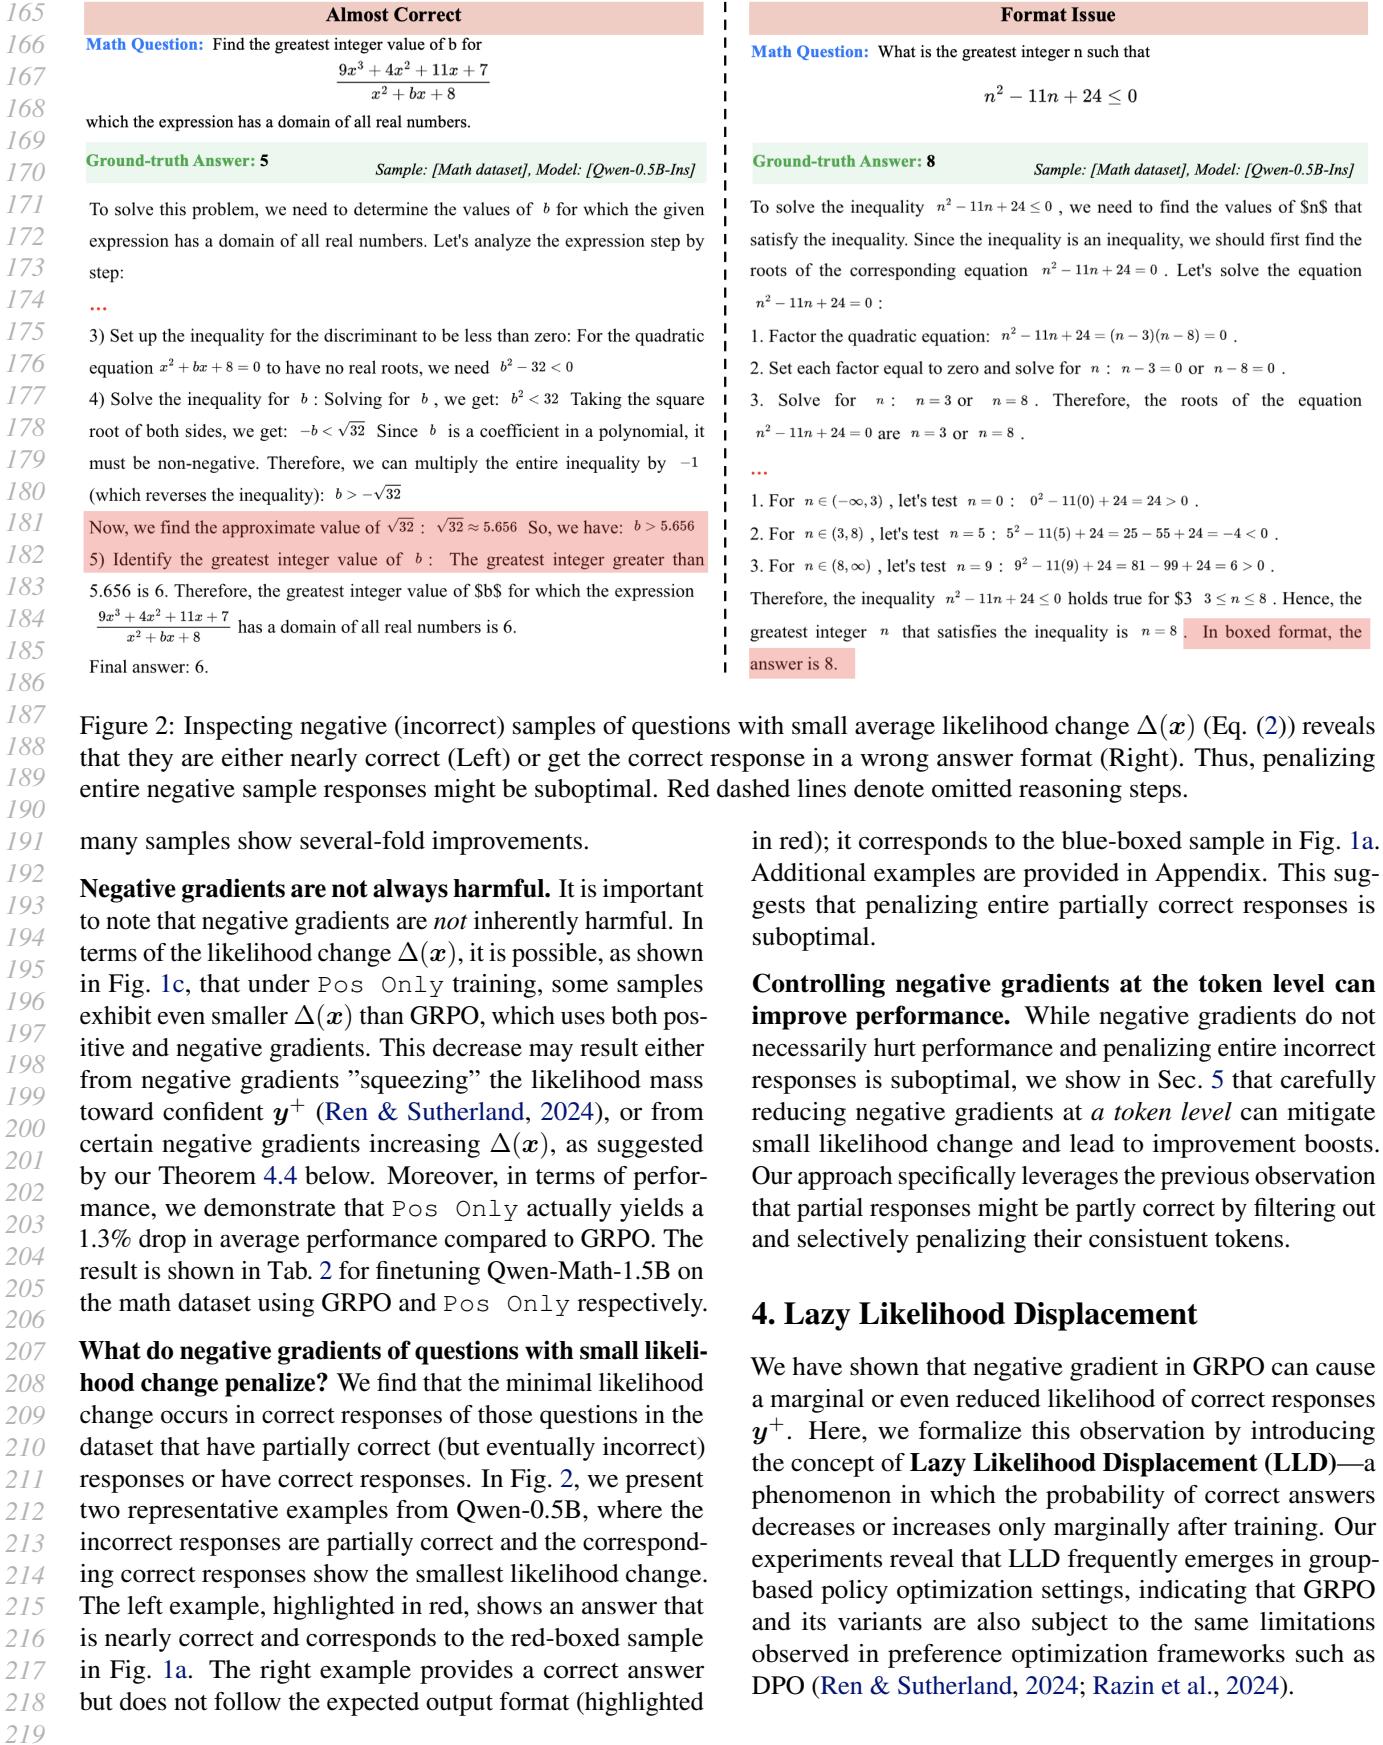 165
166
167
168
169
170
171
172
173
174
175
176
177
178
179
180
181
182
183
184
185
186
187
188
189
190
191
192
193
194
195
196
197
198
199
200
201
202
203
204
205
206
207
208
209
210
211
212
213
214
215
216
217
218
219
Almost Correct
Math Question: Find the greatest integer value of b for
9x³ + 4x² + 11x + 7
x² + bx + 8
which the expression has a domain of all real numbers.
Ground-truth Answer: 5
Sample: [Math dataset], Model: [Qwen-0.5B-Ins]
To solve this problem, we need to determine the values of b for which the given
expression has a domain of all real numbers. Let's analyze the expression step by
step:
...
3) Set up the inequality for the discriminant to be less than zero: For the quadratic
equation x² + bx + 8 = 0 to have no real roots, we need b² − 32 < 0
4) Solve the inequality for b : Solving for b , we get: b² < 32 Taking the square
root of both sides, we get: −b < √32 Since b is a coefficient in a polynomial, it
must be non-negative. Therefore, we can multiply the entire inequality by −1
(which reverses the inequality): b > −√32
Now, we find the approximate value of √32 : √32 ≈ 5.656 So, we have: b > 5.656
5) Identify the greatest integer value of b : The greatest integer greater than
5.656 is 6. Therefore, the greatest integer value of $b$ for which the expression
9x³ + 4x² + 11x + 7
x² + bx + 8
has a domain of all real numbers is 6.
Final answer: 6.
Format Issue
Math Question: What is the greatest integer n such that
n² − 11n + 24 ≤ 0
Ground-truth Answer: 8
Sample: [Math dataset], Model: [Qwen-0.5B-Ins]
To solve the inequality n² − 11n + 24 ≤ 0 , we need to find the values of $n$ that
satisfy the inequality. Since the inequality is an inequality, we should first find the
roots of the corresponding equation n² − 11n + 24 = 0 . Let's solve the equation
n² − 11n + 24 = 0 :
1. Factor the quadratic equation: n² − 11n + 24 = (n − 3)(n − 8) = 0 .
2. Set each factor equal to zero and solve for n : n − 3 = 0 or n − 8 = 0 .
3. Solve for n : n = 3 or n = 8 . Therefore, the roots of the equation
n² − 11n + 24 = 0 are n = 3 or n = 8 .
...
1. For n ∈ (−∞, 3) , let's test n = 0 : 0² − 11(0) + 24 = 24 > 0 .
2. For n ∈ (3, 8) , let's test n = 5 : 5² − 11(5) + 24 = 25 − 55 + 24 = −4 < 0 .
3. For n ∈ (8, ∞) , let's test n = 9 : 9² − 11(9) + 24 = 81 − 99 + 24 = 6 > 0 .
Therefore, the inequality n² − 11n + 24 ≤ 0 holds true for $3 3 ≤ n ≤ 8 . Hence, the
greatest integer n that satisfies the inequality is n = 8 . In boxed format, the
answer is 8.
Figure 2: Inspecting negative (incorrect) samples of questions with small average likelihood change Δ(x) (Eq. (2)) reveals
that they are either nearly correct (Left) or get the correct response in a wrong answer format (Right). Thus, penalizing
entire negative sample responses might be suboptimal. Red dashed lines denote omitted reasoning steps.
many samples show several-fold improvements.
Negative gradients are not always harmful. It is important
to note that negative gradients are not inherently harmful. In
terms of the likelihood change Δ(x), it is possible, as shown
in Fig. 1c, that under Pos Only training, some samples
exhibit even smaller Δ(x) than GRPO, which uses both pos-
itive and negative gradients. This decrease may result either
from negative gradients ”squeezing” the likelihood mass
toward confident y⁺ (Ren & Sutherland, 2024), or from
certain negative gradients increasing Δ(x), as suggested
by our Theorem 4.4 below. Moreover, in terms of perfor-
mance, we demonstrate that Pos Only actually yields a
1.3% drop in average performance compared to GRPO. The
result is shown in Tab. 2 for finetuning Qwen-Math-1.5B on
the math dataset using GRPO and Pos Only respectively.
What do negative gradients of questions with small likeli-
hood change penalize? We find that the minimal likelihood
change occurs in correct responses of those questions in the
dataset that have partially correct (but eventually incorrect)
responses or have correct responses. In Fig. 2, we present
two representative examples from Qwen-0.5B, where the
incorrect responses are partially correct and the correspond-
ing correct responses show the smallest likelihood change.
The left example, highlighted in red, shows an answer that
is nearly correct and corresponds to the red-boxed sample
in Fig. 1a. The right example provides a correct answer
but does not follow the expected output format (highlighted
in red); it corresponds to the blue-boxed sample in Fig. 1a.
Additional examples are provided in Appendix. This sug-
gests that penalizing entire partially correct responses is
suboptimal.
Controlling negative gradients at the token level can
improve performance. While negative gradients do not
necessarily hurt performance and penalizing entire incorrect
responses is suboptimal, we show in Sec. 5 that carefully
reducing negative gradients at a token level can mitigate
small likelihood change and lead to improvement boosts.
Our approach specifically leverages the previous observation
that partial responses might be partly correct by filtering out
and selectively penalizing their consistuent tokens.
4. Lazy Likelihood Displacement
We have shown that negative gradient in GRPO can cause
a marginal or even reduced likelihood of correct responses
y⁺. Here, we formalize this observation by introducing
the concept of Lazy Likelihood Displacement (LLD)—a
phenomenon in which the probability of correct answers
decreases or increases only marginally after training. Our
experiments reveal that LLD frequently emerges in group-
based policy optimization settings, indicating that GRPO
and its variants are also subject to the same limitations
observed in preference optimization frameworks such as
DPO (Ren & Sutherland, 2024; Razin et al., 2024).